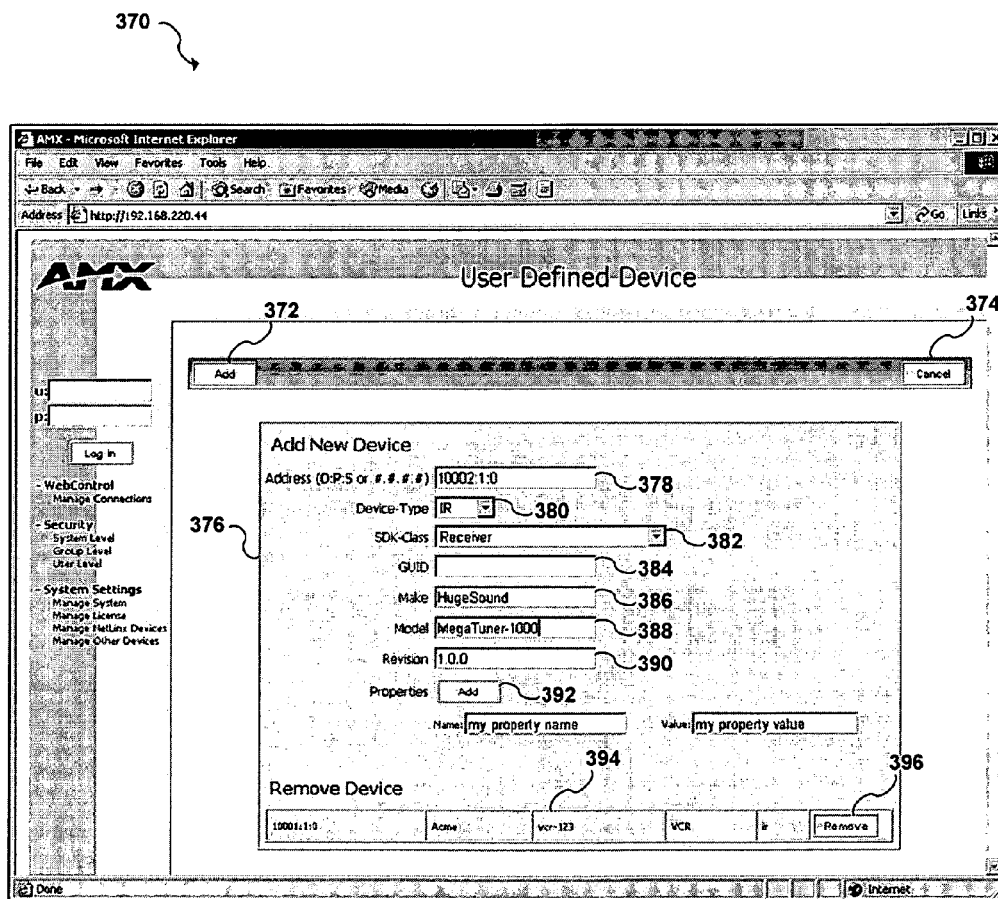 370
AMX - Microsoft Internet Explorer
File Edit View Favorites Tools Help
Back Search Favorites Media
Address http://192.168.220.44 Go Links
AMX
User Defined Device
372
374
Add
Cancel
u:
p:
Log in
- WebControl
Manage Connections
- Security
System Level
Group Level
User Level
- System Settings
Manage System
Manage License
Manage NetLinx Devices
Manage Other Devices
376
Add New Device
Address (D:P:S or #.#.#.#) 10002:1:0 378
Device-Type IR 380
SDK-Class Receiver 382
GUID 384
Make HugeSound 386
Model MegaTuner-1000 388
Revision 1.0.0 390
Properties Add 392
Name: my property name Value: my property value
394
396
Remove Device
10001:1:0 Acme vcr-123 VCR ir Remove
Done Internet